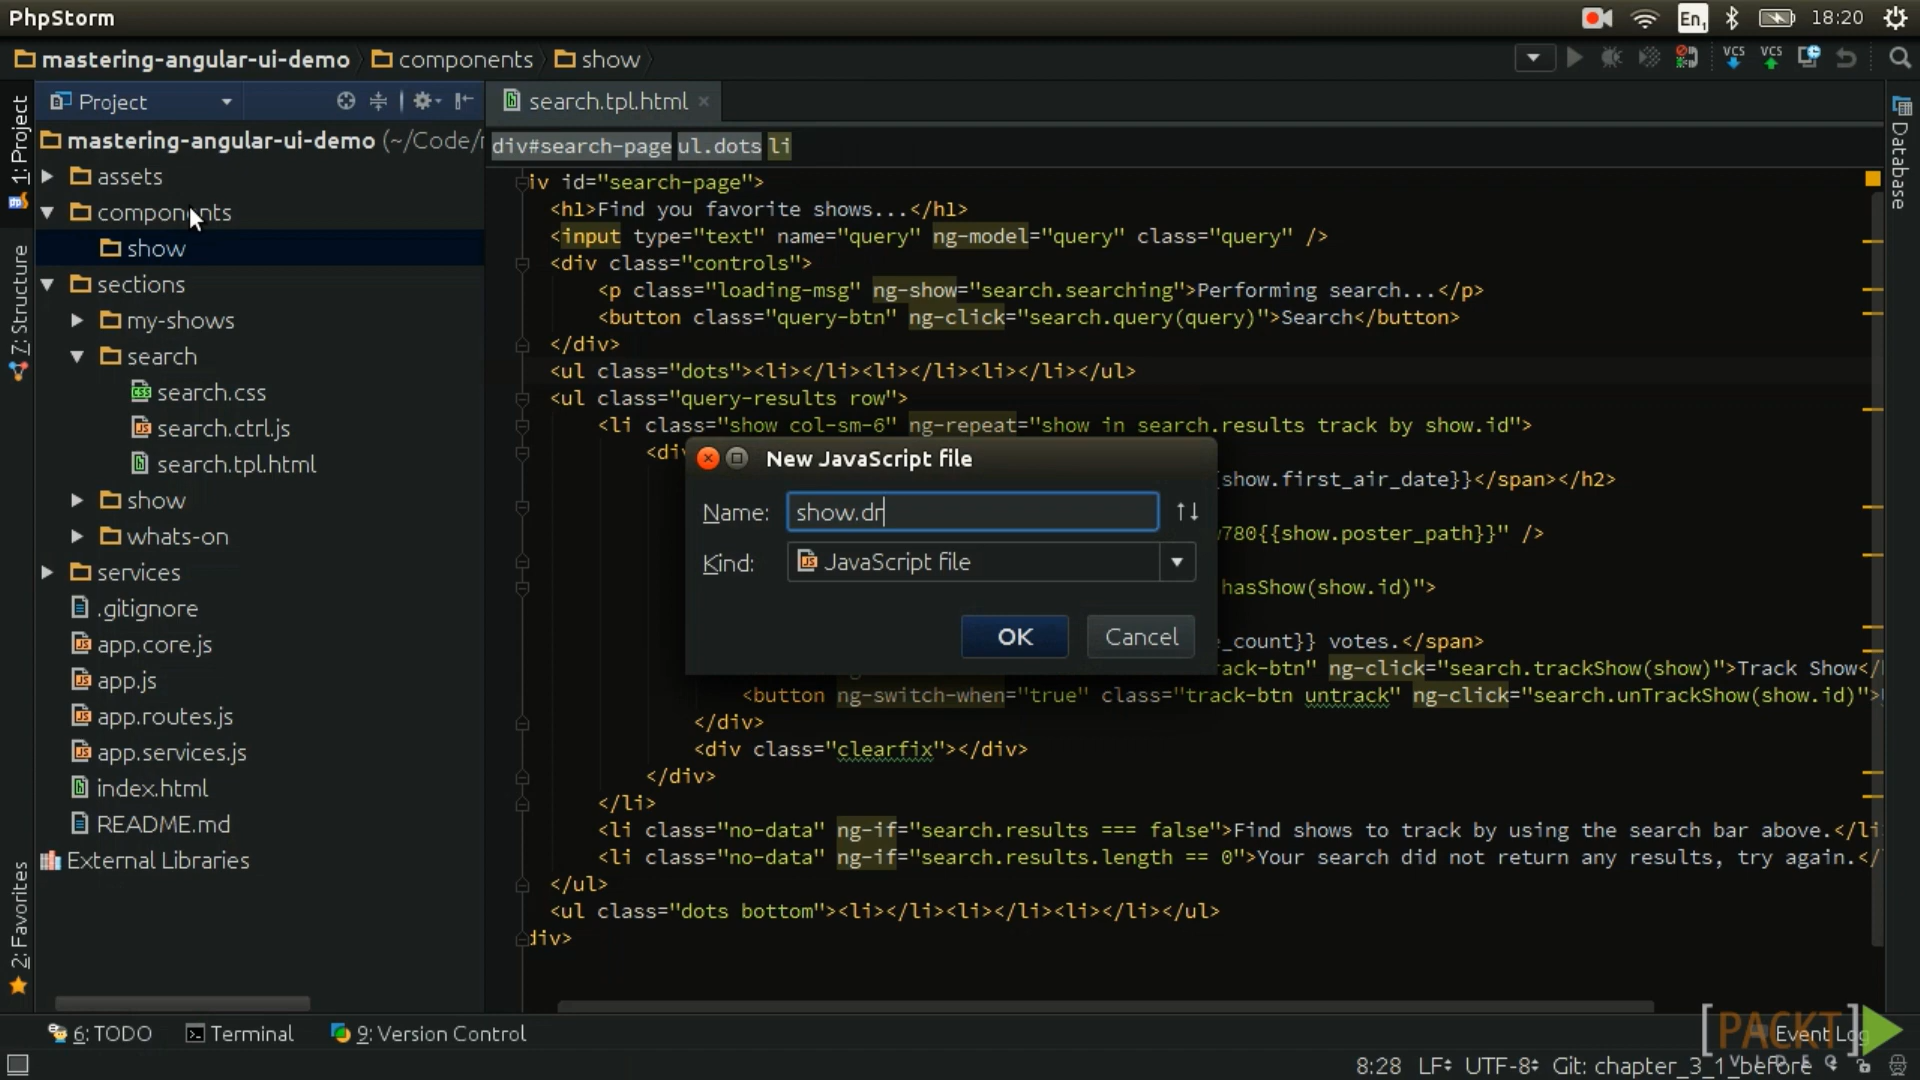 PhpStorm
En1
18:20
mastering-angular-ui-demo
components
show
VCS
VCS
Project
search.tpl.html
1: Project
7: Structure
2: Favorites
Database
mastering-angular-ui-demo (~/Code/
assets
components
show
sections
my-shows
search
search.css
search.ctrl.js
search.tpl.html
show
whats-on
services
.gitignore
app.core.js
app.js
app.routes.js
app.services.js
index.html
README.md
External Libraries
div#search-page ul.dots li
iv id="search-page">
<h1>Find you favorite shows...</h1>
<input type="text" name="query" ng-model="query" class="query" />
<div class="controls">
<p class="loading-msg" ng-show="search.searching">Performing search...</p>
<button class="query-btn" ng-click="search.query(query)">Search</button>
</div>
<ul class="dots"><li></li><li></li><li></li></ul>
<ul class="query-results row">
<li class="show col-sm-6" ng-repeat="show in search.results track by show.id">
<div
{show.first_air_date}}</span></h2>
780{{show.poster_path}}" />
hasShow(show.id)">
_count}} votes.</span>
track-btn" ng-click="search.trackShow(show)">Track Show</
<button ng-switch-when="true" class="track-btn untrack" ng-click="search.unTrackShow(show.id)">
</div>
<div class="clearfix"></div>
</div>
</li>
<li class="no-data" ng-if="search.results === false">Find shows to track by using the search bar above.</li
<li class="no-data" ng-if="search.results.length == 0">Your search did not return any results, try again.</
</ul>
<ul class="dots bottom"><li></li><li></li><li></li></ul>
div>
New JavaScript file
Name: show.dr
Kind: JavaScript file
OK
Cancel
6: TODO
Terminal
9: Version Control
Event Log
[PACKT]
VIDEO
8:28 LF UTF-8 Git: chapter_3_1_before